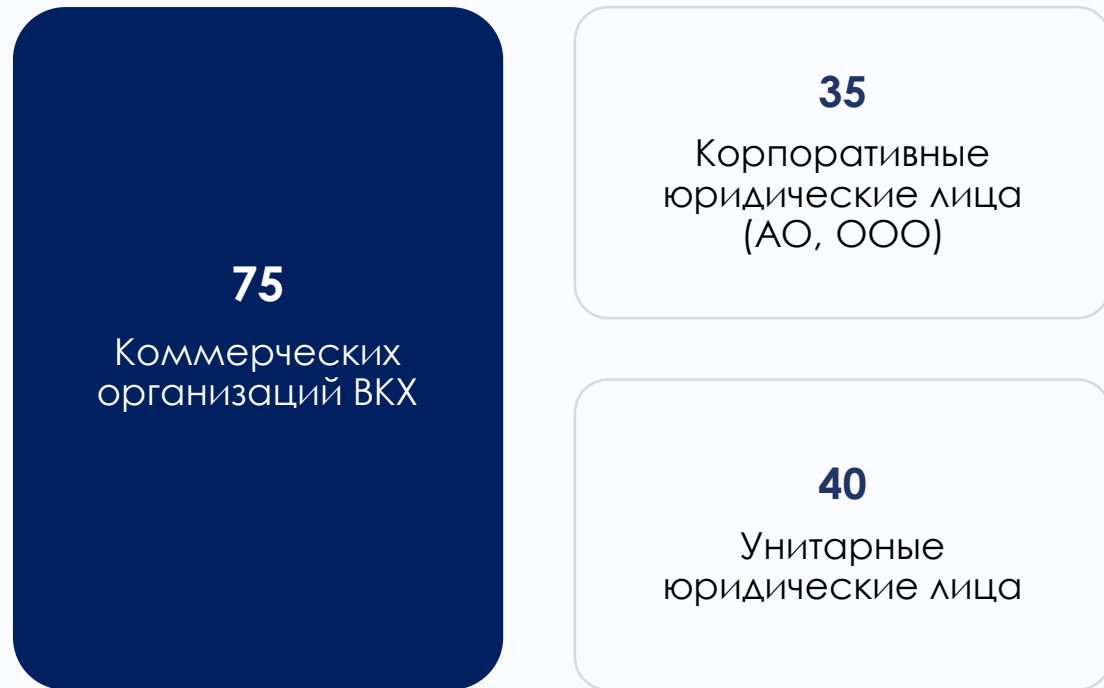 75
Коммерческих
организаций ВКХ
35
Корпоративные
юридические лица
(АО, ООО)
40
Унитарные
юридические лица